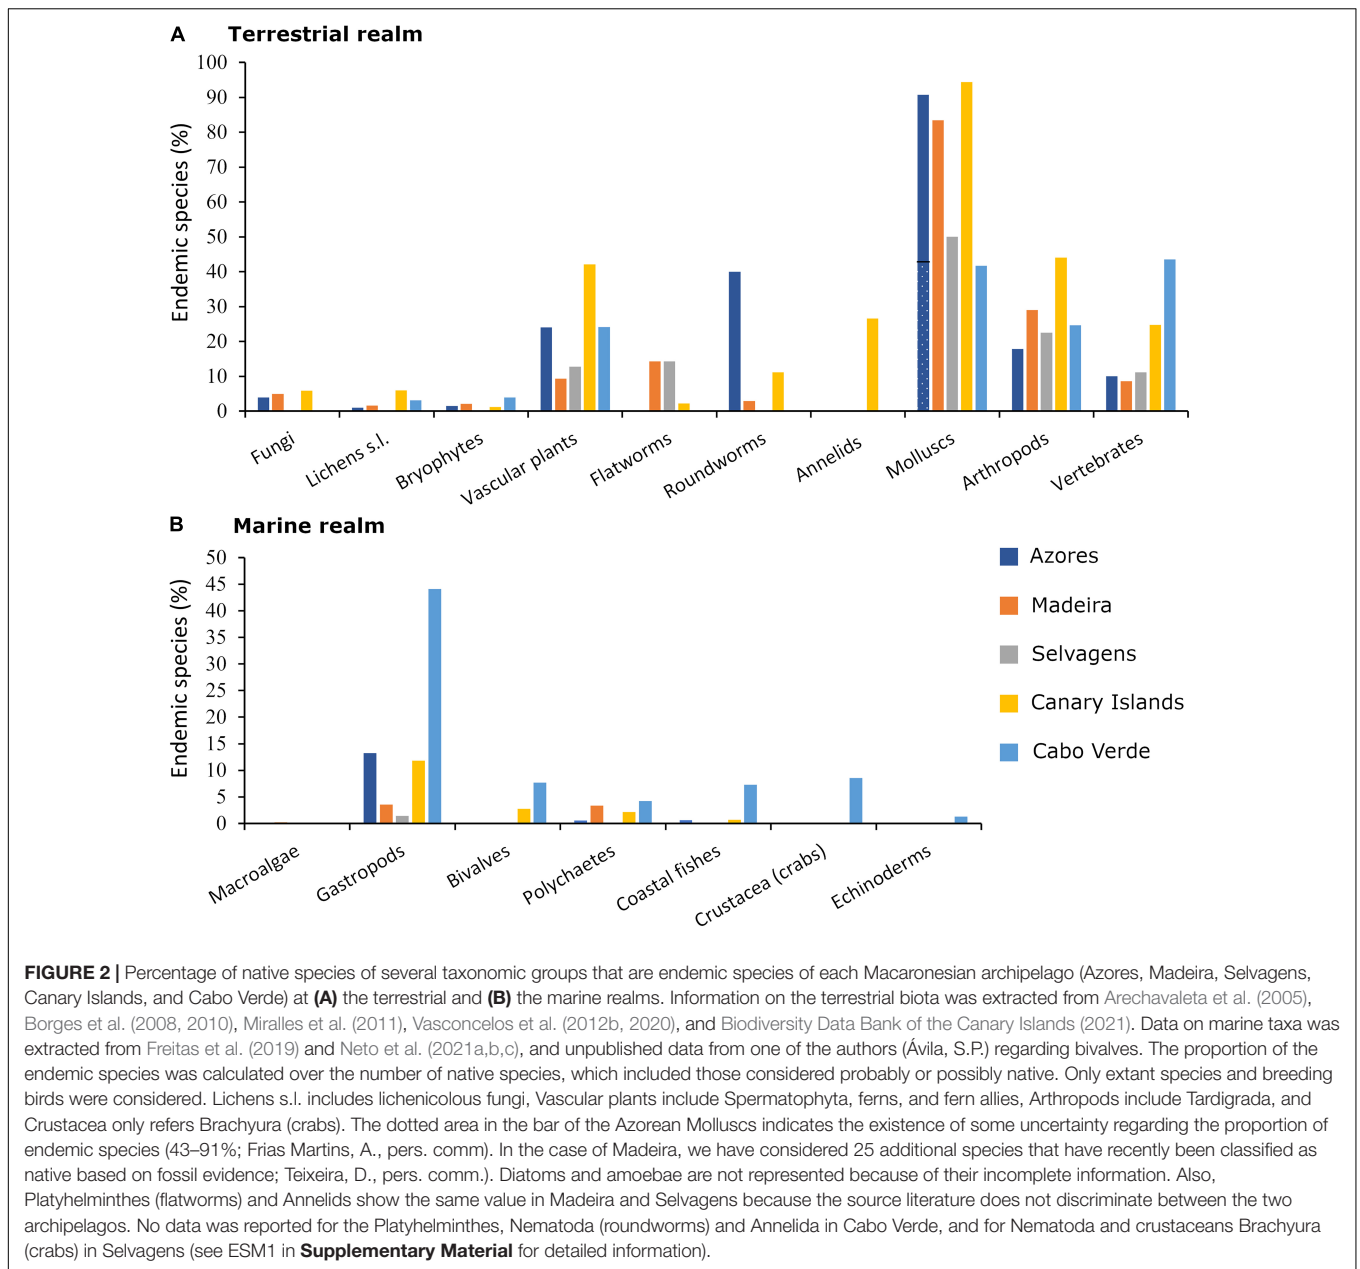 A Terrestrial realm
Endemic species (%)
100
90
80
70
60
50
40
30
20
10
0
Fungi
Lichens s.l.
Bryophytes
Vascular plants
Flatworms
Roundworms
Annelids
Molluscs
Arthropods
Vertebrates
B Marine realm
Endemic species (%)
50
45
40
35
30
25
20
15
10
5
0
Macroalgae
Gastropods
Bivalves
Polychaetes
Coastal fishes
Crustacea (crabs)
Echinoderms
Azores
Madeira
Selvagens
Canary Islands
Cabo Verde
FIGURE 2 | Percentage of native species of several taxonomic groups that are endemic species of each Macaronesian archipelago (Azores, Madeira, Selvagens,
Canary Islands, and Cabo Verde) at (A) the terrestrial and (B) the marine realms. Information on the terrestrial biota was extracted from Arechavaleta et al. (2005),
Borges et al. (2008, 2010), Miralles et al. (2011), Vasconcelos et al. (2012b, 2020), and Biodiversity Data Bank of the Canary Islands (2021). Data on marine taxa was
extracted from Freitas et al. (2019) and Neto et al. (2021a,b,c), and unpublished data from one of the authors (Ávila, S.P.) regarding bivalves. The proportion of the
endemic species was calculated over the number of native species, which included those considered probably or possibly native. Only extant species and breeding
birds were considered. Lichens s.l. includes lichenicolous fungi, Vascular plants include Spermatophyta, ferns, and fern allies, Arthropods include Tardigrada, and
Crustacea only refers Brachyura (crabs). The dotted area in the bar of the Azorean Molluscs indicates the existence of some uncertainty regarding the proportion of
endemic species (43–91%; Frias Martins, A., pers. comm). In the case of Madeira, we have considered 25 additional species that have recently been classified as
native based on fossil evidence; Teixeira, D., pers. comm.). Diatoms and amoebae are not represented because of their incomplete information. Also,
Platyhelminthes (flatworms) and Annelids show the same value in Madeira and Selvagens because the source literature does not discriminate between the two
archipelagos. No data was reported for the Platyhelminthes, Nematoda (roundworms) and Annelida in Cabo Verde, and for Nematoda and crustaceans Brachyura
(crabs) in Selvagens (see ESM1 in Supplementary Material for detailed information).